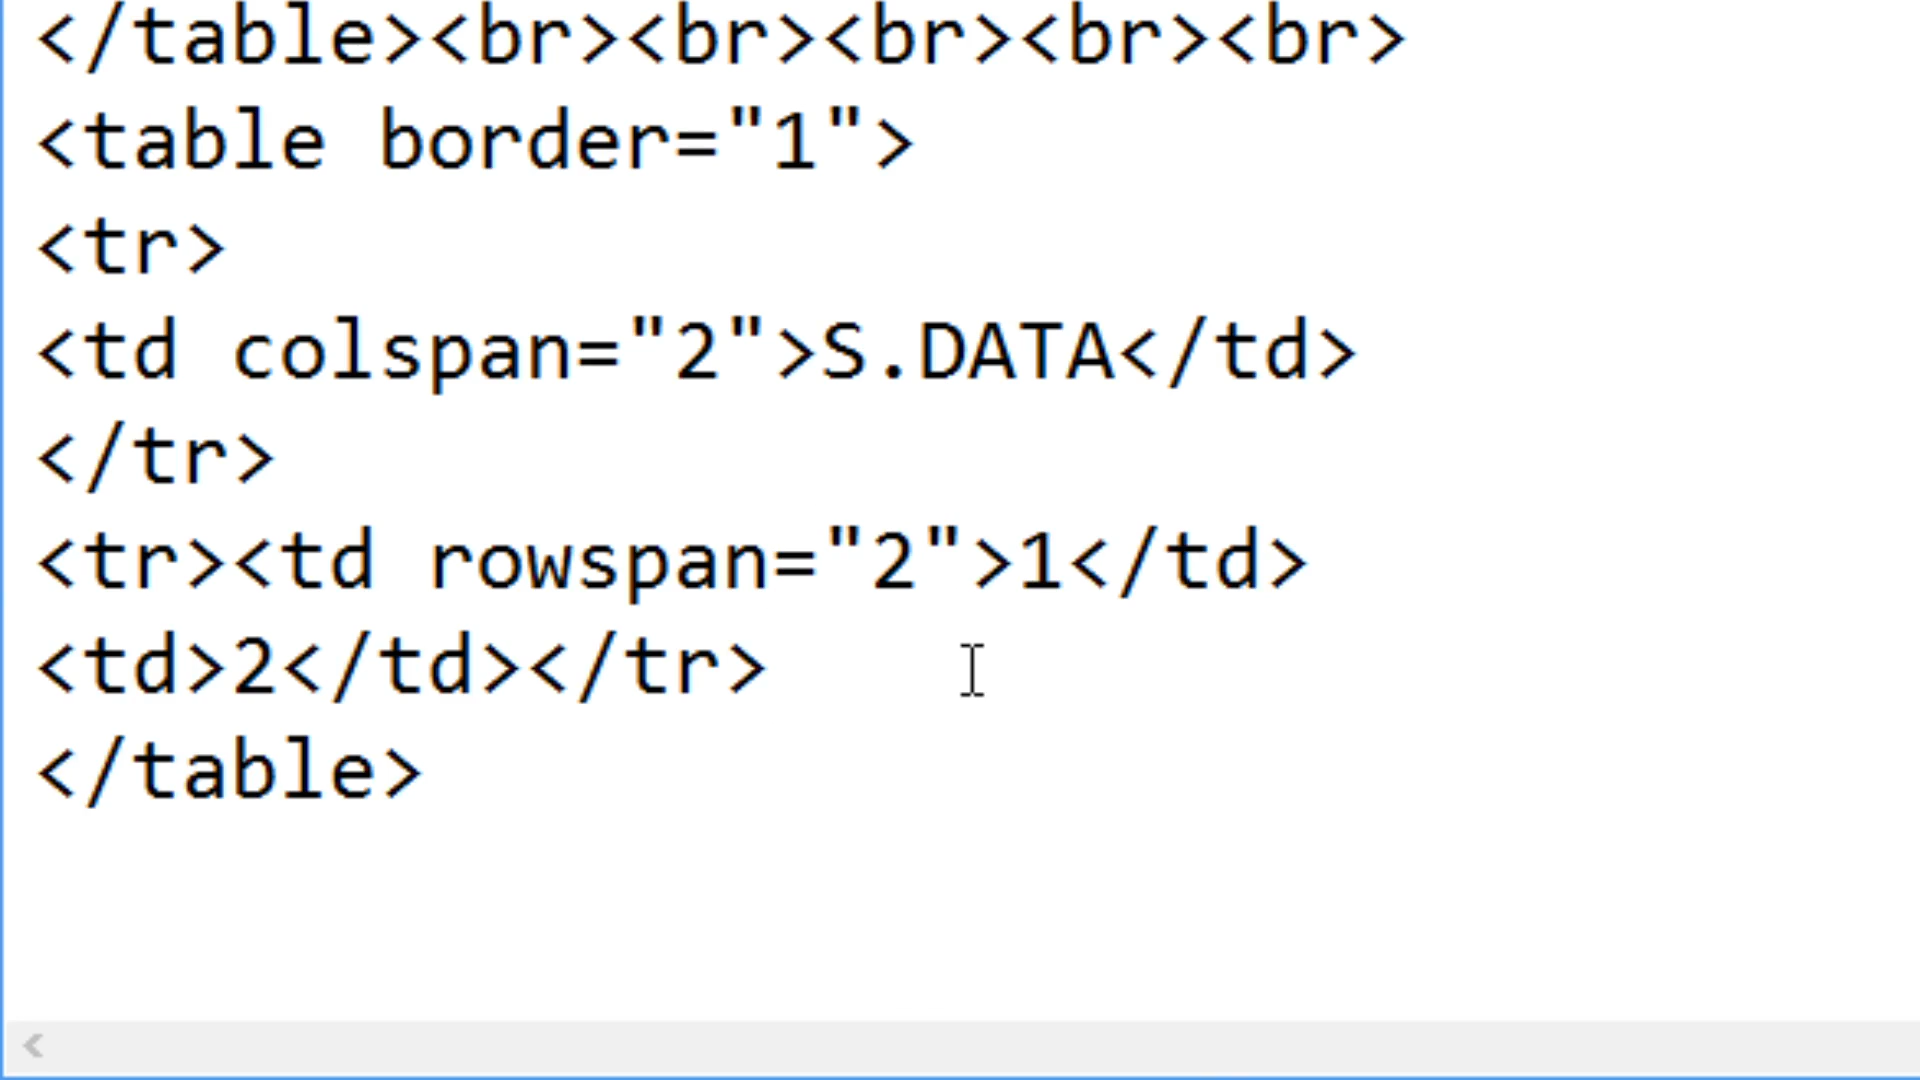 </table><br><br><br><br><br>
<table border="1">
<tr>
<td colspan="2">S.DATA</td>
</tr>
<tr><td rowspan="2">1</td>
<td>2</td></tr>
</table>